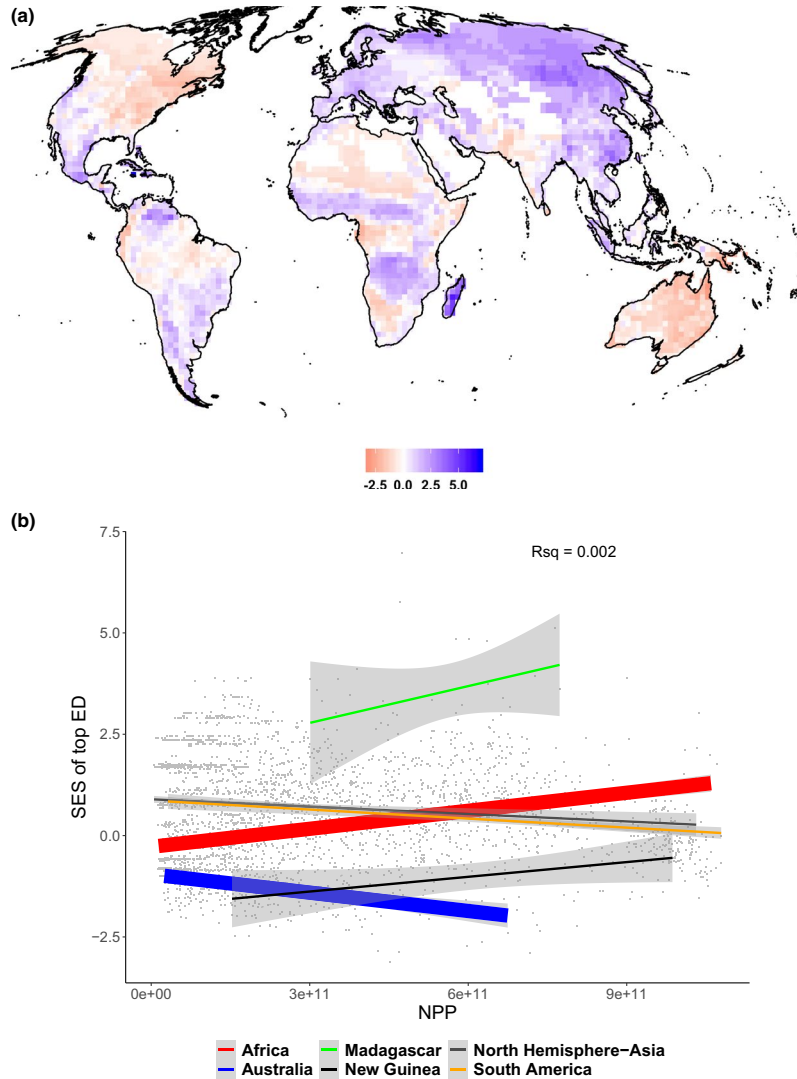 (a)
-2.5 0.0 2.5 5.0
(b)
7.5
5.0
2.5
0.0
−2.5
SES of top ED
Rsq = 0.002
0e+00 3e+11 6e+11 9e+11
NPP
Africa Madagascar North Hemisphere−Asia
Australia New Guinea South America